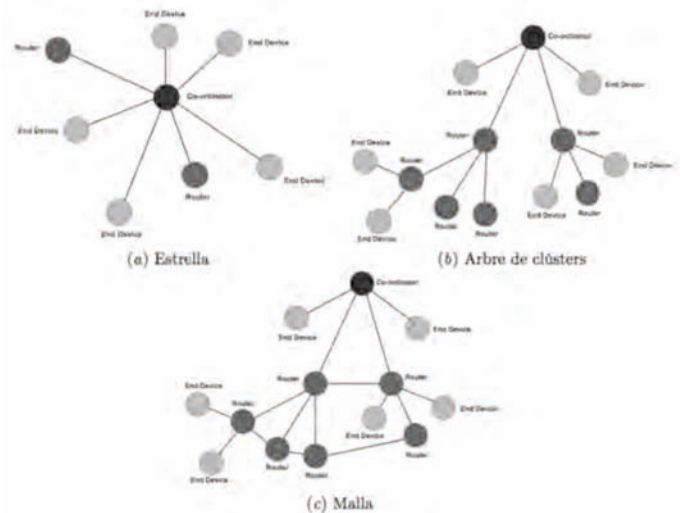 End Device
End Device
Router
Co-ordinator
End Device
End Device
Router
End Device
(a) Estrella
Co-ordinator
End Device
End Device
Router
Router
End Device
Router
End Device
End Device
End Device
Router
Router
Router
(b) Arbre de clústers
Co-ordinator
End Device
End Device
Router
Router
End Device
Router
End Device
End Device
End Device
Router
Router
Router
(c) Malla